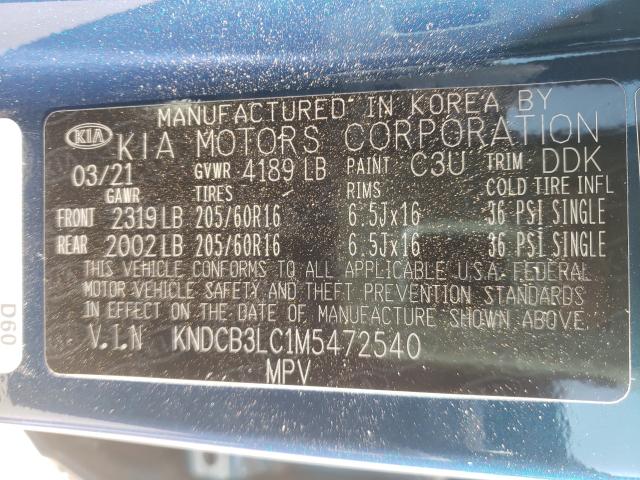 MANUFACTURED IN KOREA BY
KIA KIA MOTORS CORPORATION
03/21 GVWR 4189 LB PAINT C3U TRIM DDK
GAWR TIRES RIMS COLD TIRE INFL
FRONT 2319 LB 205/60R16 6.5Jx16 36 PSI SINGLE
REAR 2002 LB 205/60R16 6.5Jx16 36 PSI SINGLE
THIS VEHICLE CONFORMS TO ALL APPLICABLE U.S.A. FEDERAL
MOTOR VEHICLE SAFETY AND THEFT PREVENTION STANDARDS
IN EFFECT ON THE DATE OF MANUFACTURE SHOWN ABOVE.
V.I.N KNDCB3LC1M5472540
MPV
D60